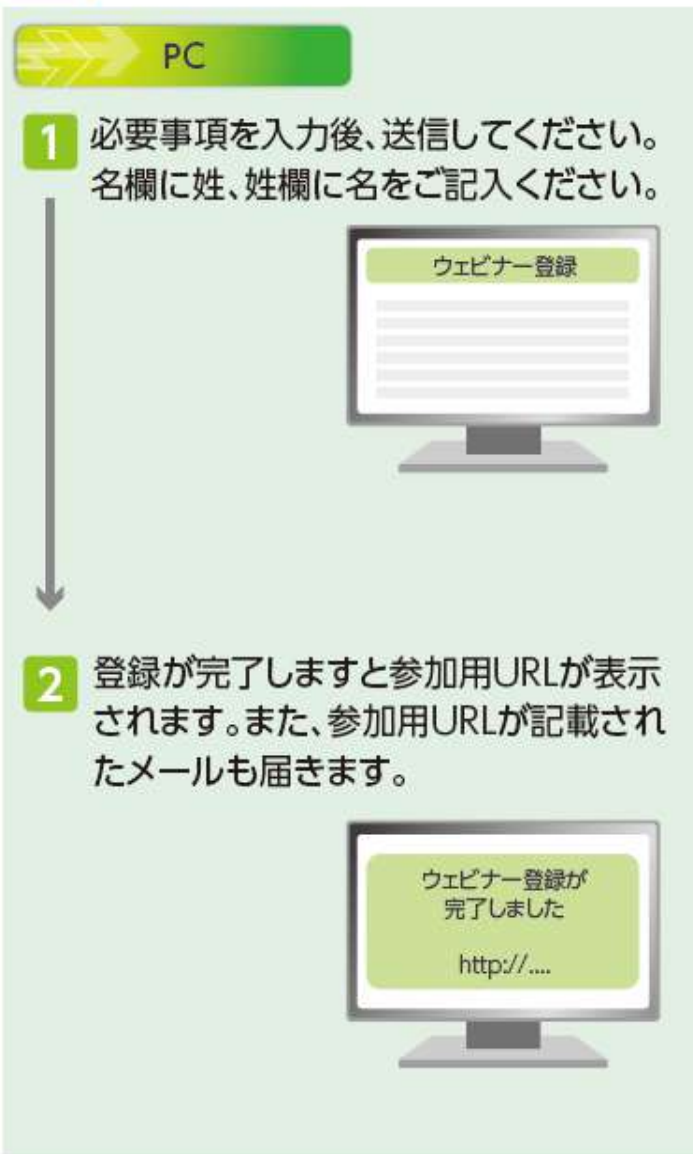 PC
1 必要事項を入力後、送信してください。
名欄に姓、姓欄に名をご記入ください。
ウェビナー登録
2 登録が完了しますと参加用URLが表示
されます。また、参加用URLが記載され
たメールも届きます。
ウェビナー登録が
完了しました
http://....